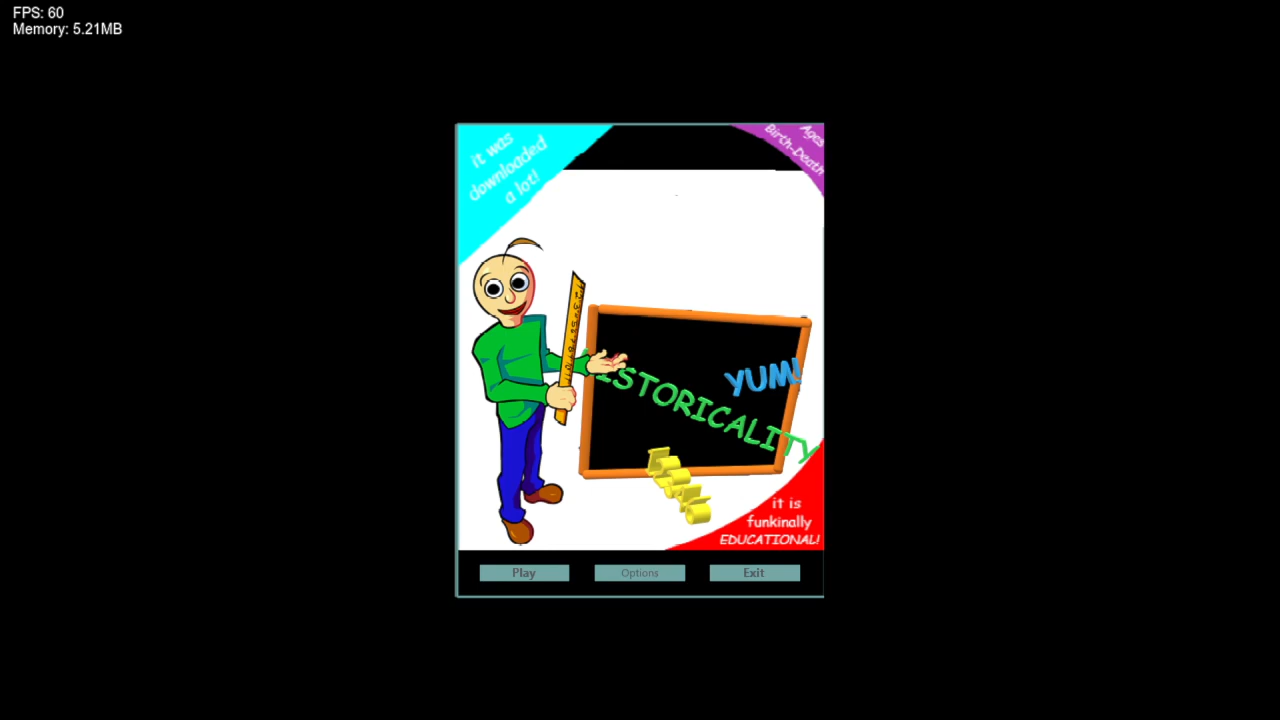 FPS: 60
Memory: 5.21MB
it was
downloaded
a lot!
Ages
Birth-Death
YUM!
ISTORICALITY
it is
funkinally
EDUCATIONAL!
Play
Options
Exit